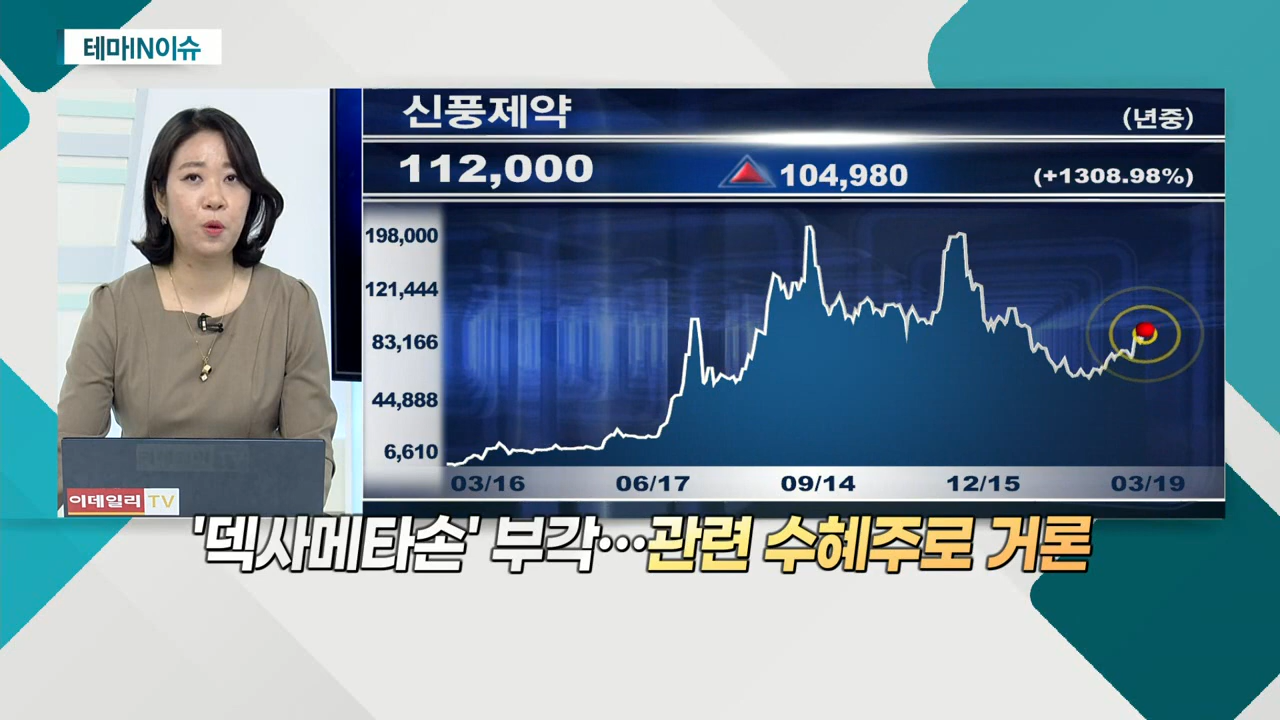 테마IN이슈
신풍제약
(년중)
112,000
104,980
(+1308.98%)
198,000
121,444
83,166
44,888
6,610
03/16 06/17 09/14 12/15 03/19
이데일리TV
'덱사메타손' 부각…관련 수혜주로 거론